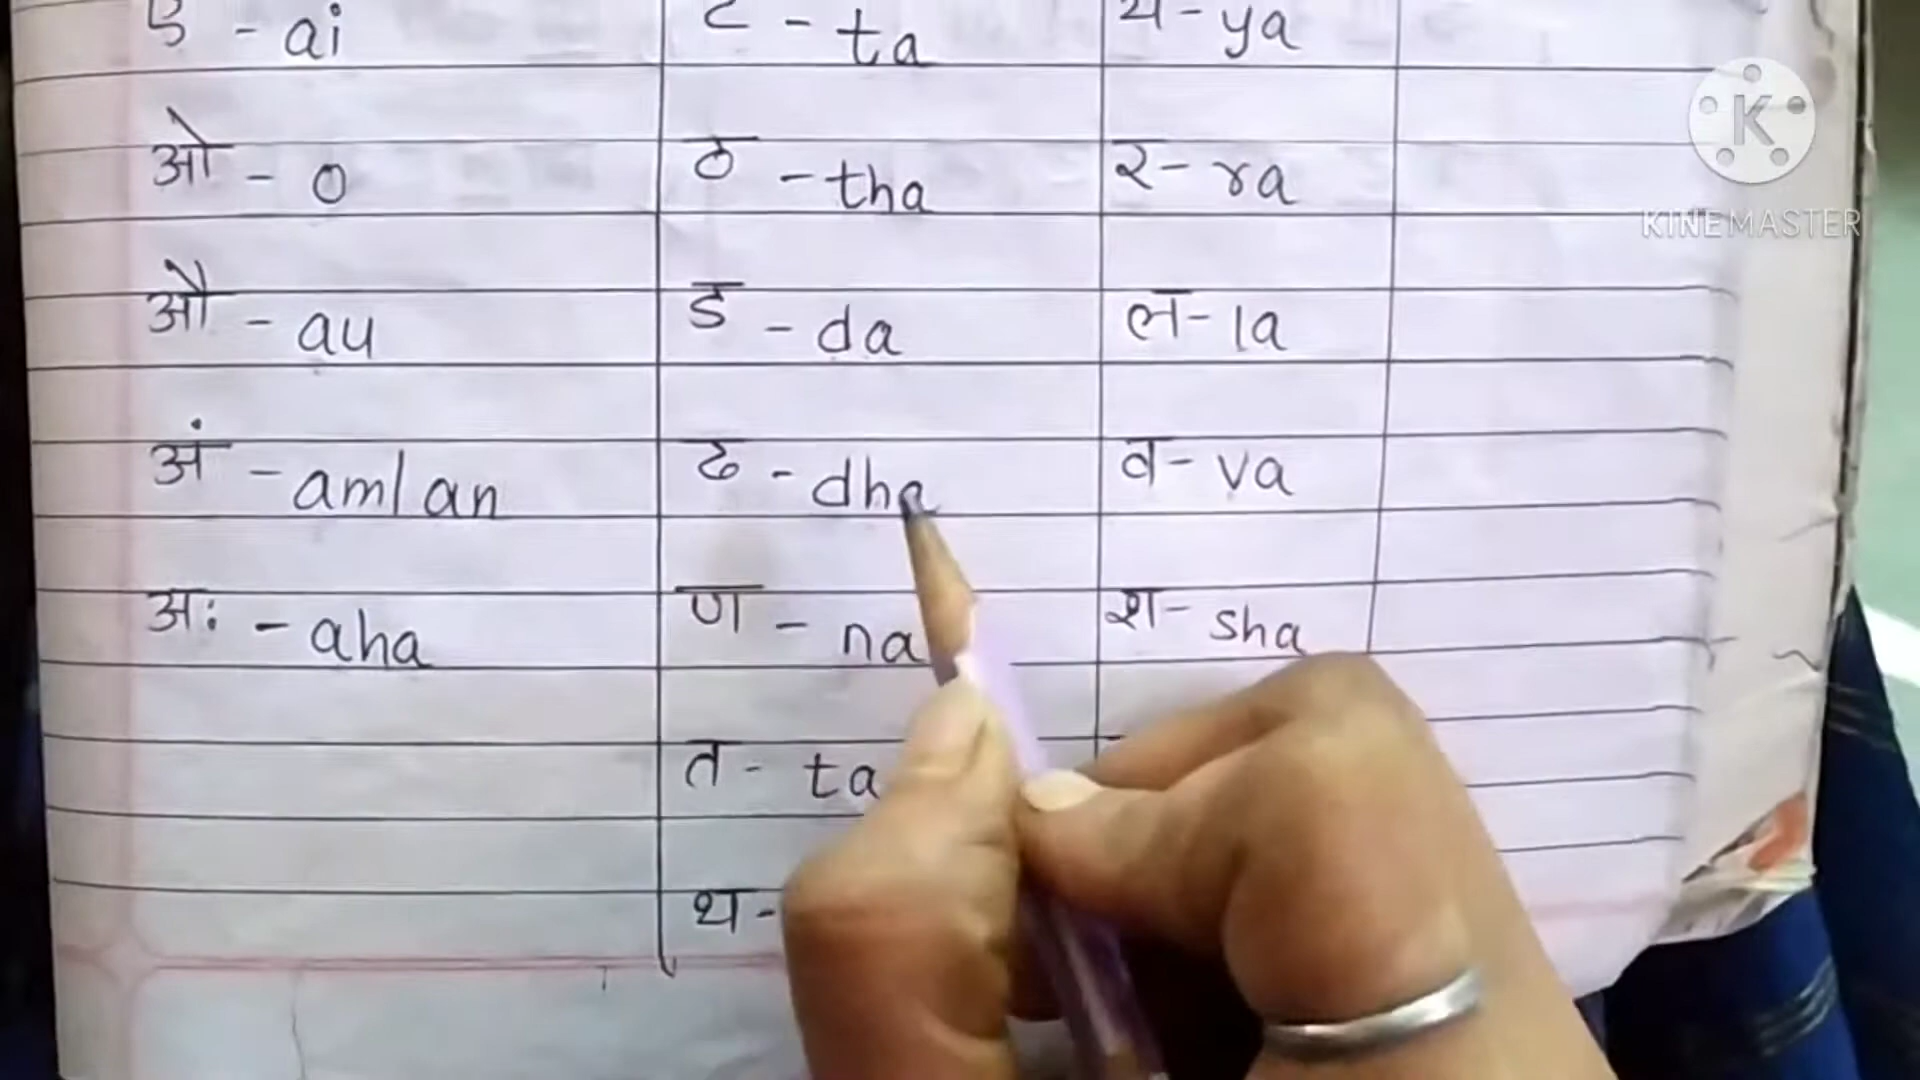 ऐ - ai ट - ta य - ya
ओ - o ठ - tha र - ra
औ - au ड - da ल - la
अं - am/an ढ - dha व - va
अः - aha ण - na श - sha
त - ta
थ -
K
KINEMASTER